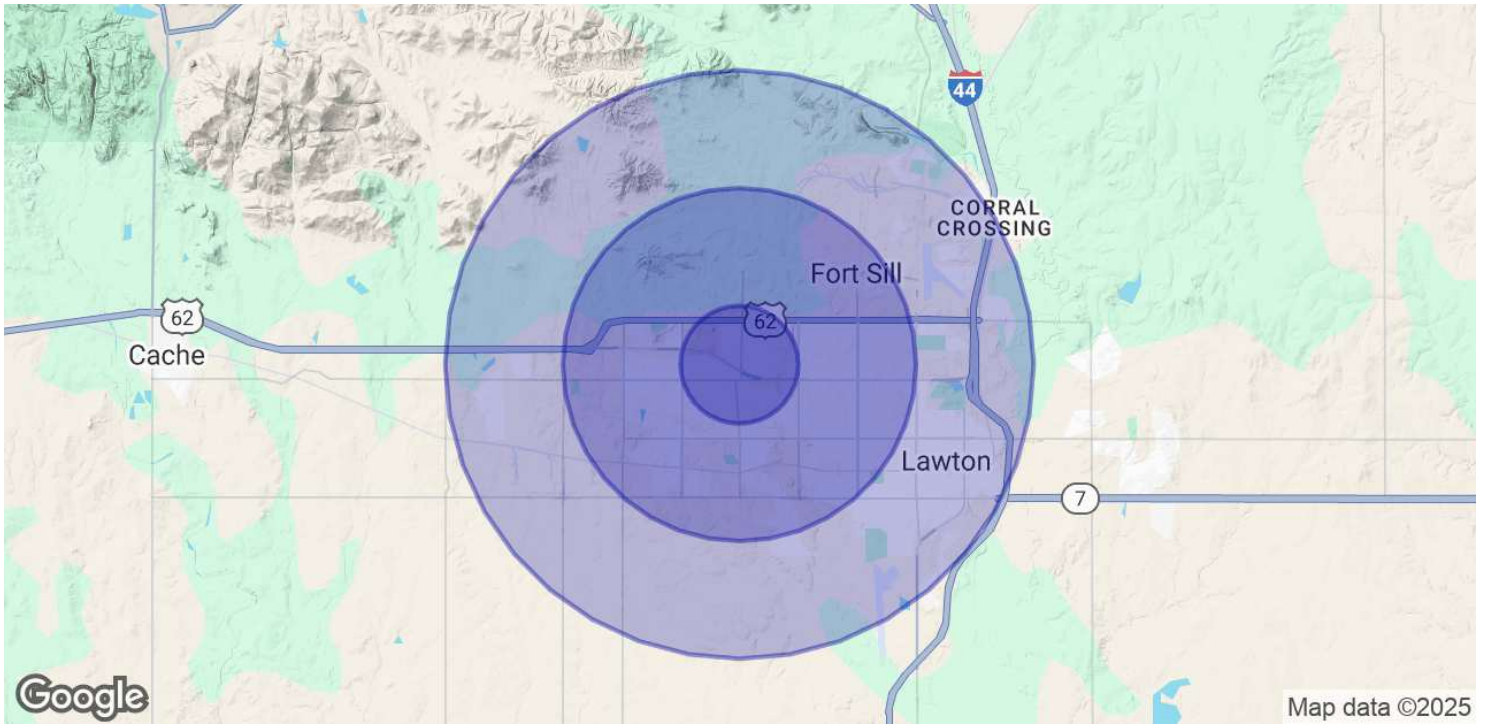 44
CORRAL
CROSSING
Fort Sill
62
62
Cache
Lawton
7
Google
Map data ©2025